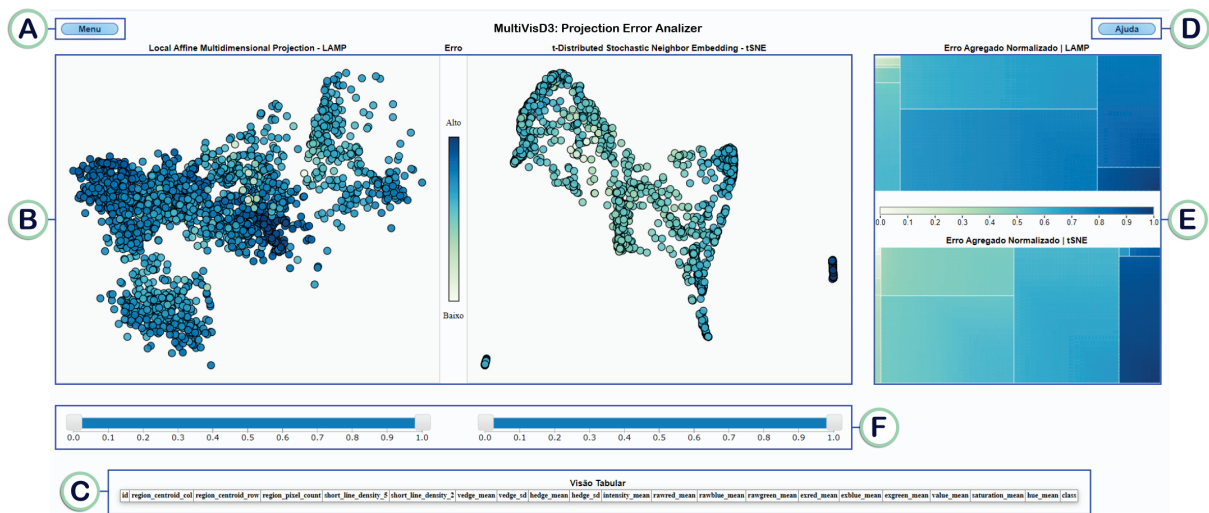 A
Menu
MultiVisD3: Projection Error Analizer
Ajuda
D
Local Affine Multidimensional Projection - LAMP
Erro
t-Distributed Stochastic Neighbor Embedding - tSNE
Erro Agregado Normalizado | LAMP
Alto
Baixo
B
0.0 0.1 0.2 0.3 0.4 0.5 0.6 0.7 0.8 0.9 1.0
E
Erro Agregado Normalizado | tSNE
0.0 0.1 0.2 0.3 0.4 0.5 0.6 0.7 0.8 0.9 1.0
0.0 0.1 0.2 0.3 0.4 0.5 0.6 0.7 0.8 0.9 1.0
F
C
Visão Tabular
id region_centroid_col region_centroid_row region_pixel_count short_line_density_5 short_line_density_2 vedge_mean vedge_sd hedge_mean hedge_sd intensity_mean rawred_mean rawblue_mean rawgreen_mean exred_mean exblue_mean exgreen_mean value_mean saturation_mean hue_mean class